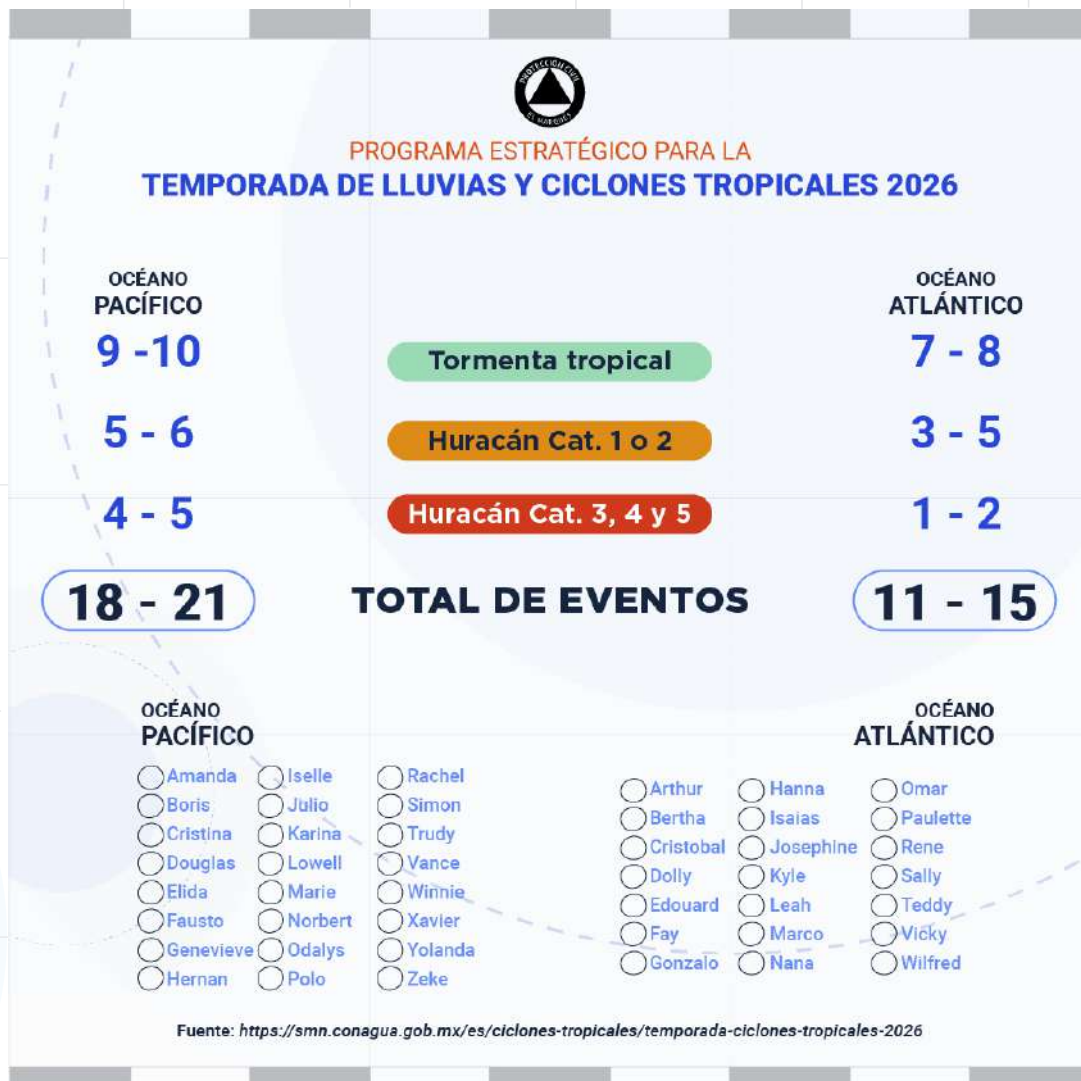 PROTECCIÓN CIVIL
EL MARQUÉS
PROGRAMA ESTRATÉGICO PARA LA
TEMPORADA DE LLUVIAS Y CICLONES TROPICALES 2026
OCÉANO
PACÍFICO
OCÉANO
ATLÁNTICO
9 -10
Tormenta tropical
7 - 8
5 - 6
Huracán Cat. 1 o 2
3 - 5
4 - 5
Huracán Cat. 3, 4 y 5
1 - 2
18 - 21
TOTAL DE EVENTOS
11 - 15
OCÉANO
PACÍFICO
Amanda
Boris
Cristina
Douglas
Elida
Fausto
Genevieve
Hernan
Iselle
Julio
Karina
Lowell
Marie
Norbert
Odalys
Polo
Rachel
Simon
Trudy
Vance
Winnie
Xavier
Yolanda
Zeke
OCÉANO
ATLÁNTICO
Arthur
Bertha
Cristobal
Dolly
Edouard
Fay
Gonzalo
Hanna
Isaias
Josephine
Kyle
Leah
Marco
Nana
Omar
Paulette
Rene
Sally
Teddy
Vicky
Wilfred
Fuente: https://smn.conagua.gob.mx/es/ciclones-tropicales/temporada-ciclones-tropicales-2026